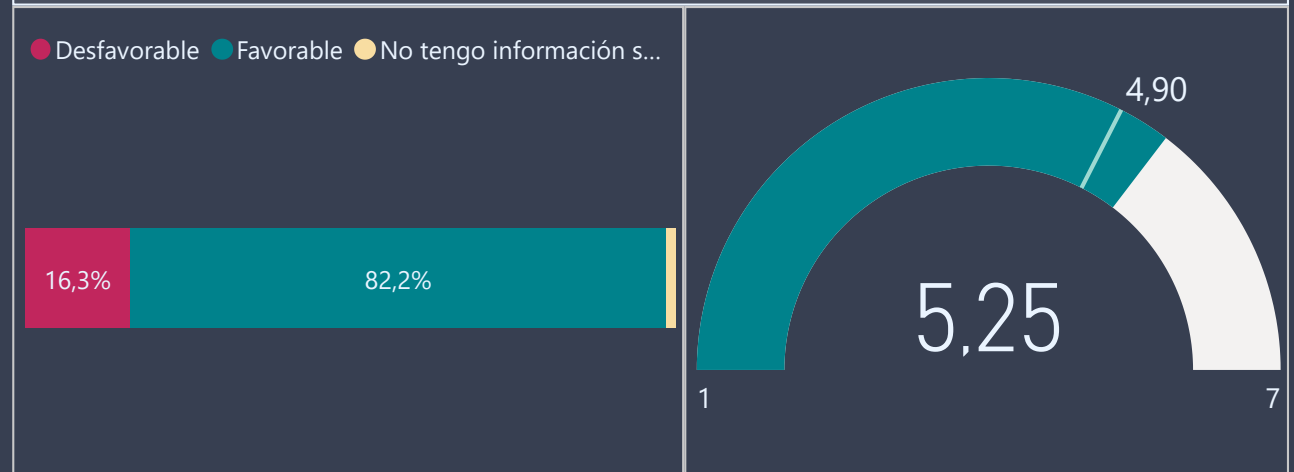 Desfavorable Favorable No tengo información s...
16,3% 82,2%
4,90
5,25
1 7